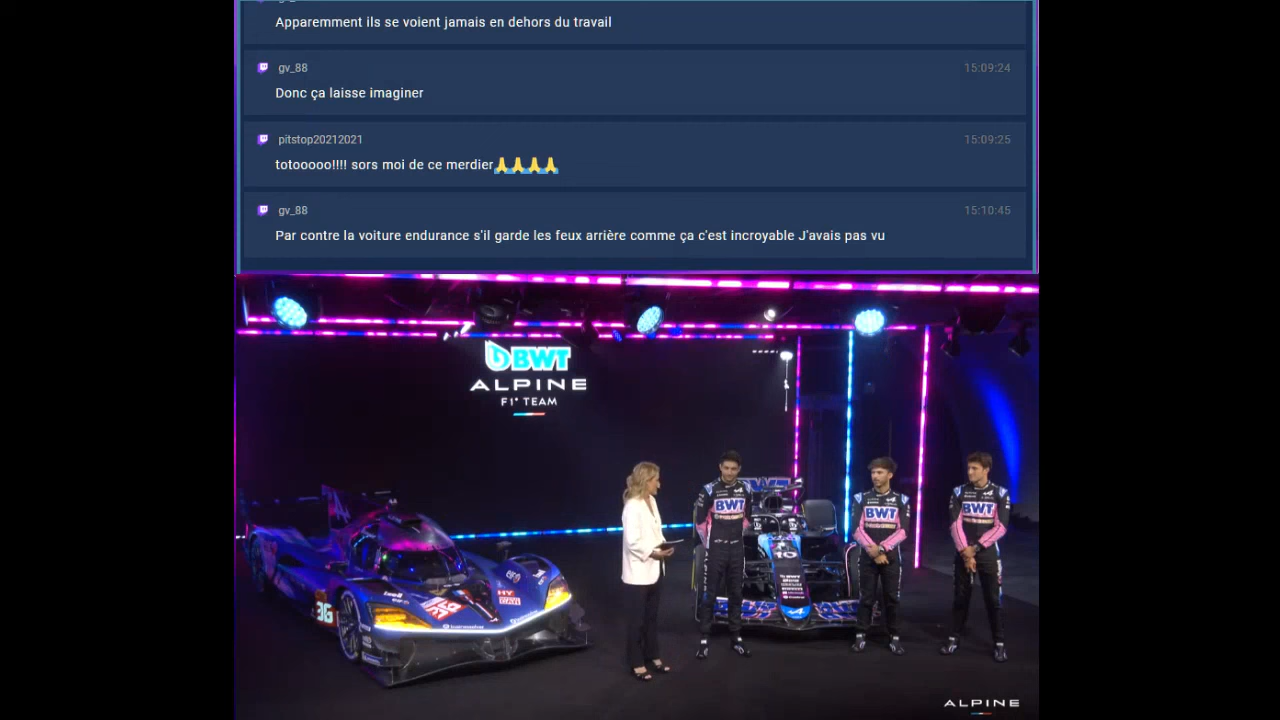 Apparemment ils se voient jamais en dehors du travail
gv_88 15:09:24
Donc ça laisse imaginer
pitstop20212021 15:09:25
totooooo!!!! sors moi de ce merdier🙏🙏🙏🙏
gv_88 15:10:45
Par contre la voiture endurance s'il garde les feux arrière comme ça c'est incroyable J'avais pas vu
BWT
ALPINE
F1® TEAM
BWT
BWT
BWT
BWT
36
HY
10
ALPINE